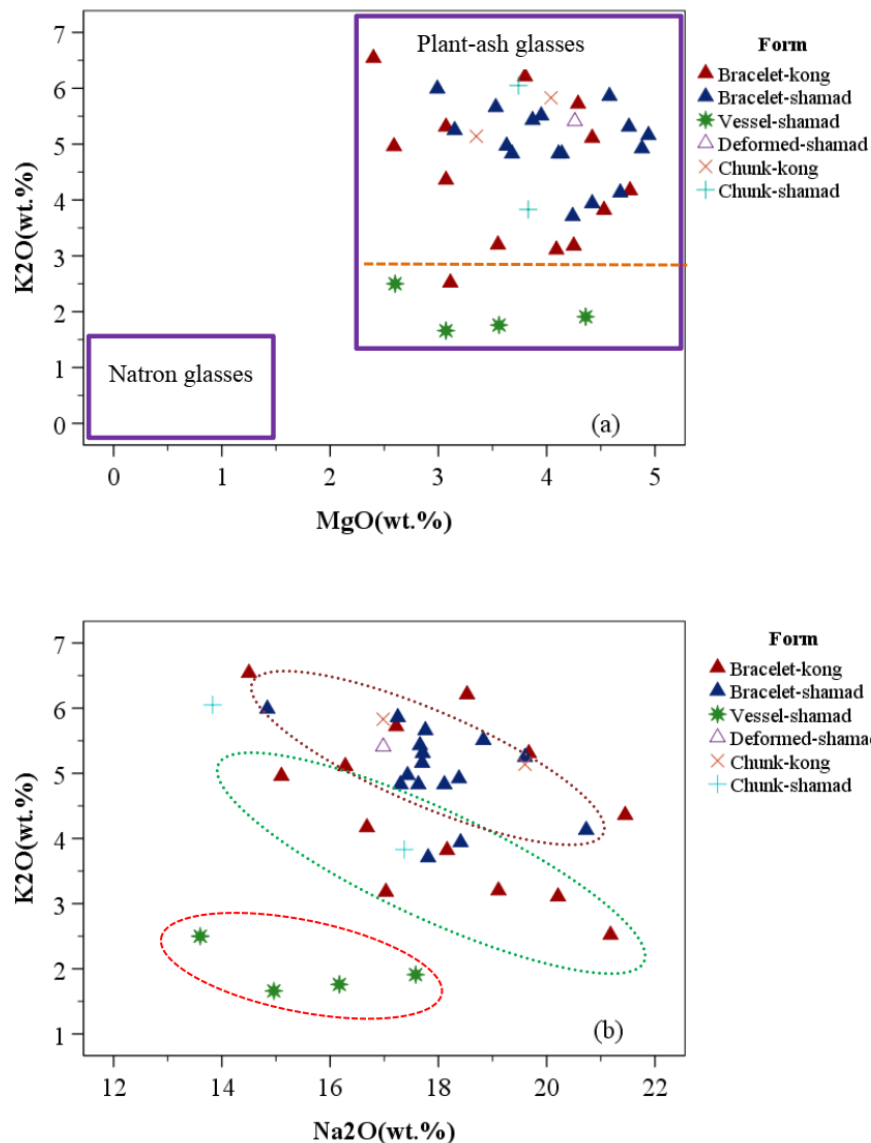 7
6
5
4
3
2
1
0
K2O(wt.%)
Plant-ash glasses
Natron glasses
(a)
0 1 2 3 4 5
MgO(wt.%)
Form
Bracelet-kong
Bracelet-shamad
Vessel-shamad
Deformed-shamad
Chunk-kong
Chunk-shamad
7
6
5
4
3
2
1
K2O(wt.%)
(b)
12 14 16 18 20 22
Na2O(wt.%)
Form
Bracelet-kong
Bracelet-shamad
Vessel-shamad
Deformed-shamad
Chunk-kong
Chunk-shamad